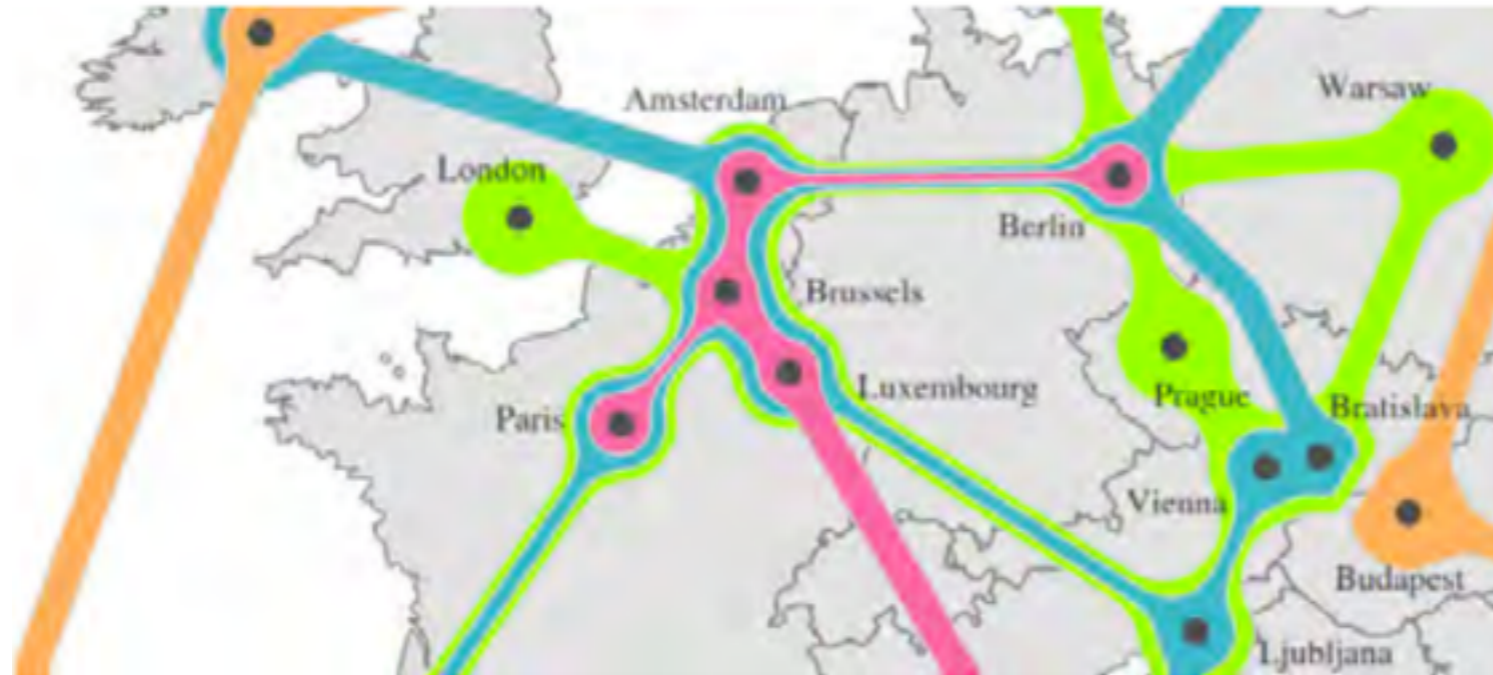 Warsaw
Amsterdam
London
Berlin
Brussels
Luxembourg
Prague
Bratislava
Paris
Vienna
Budapest
Ljubljana